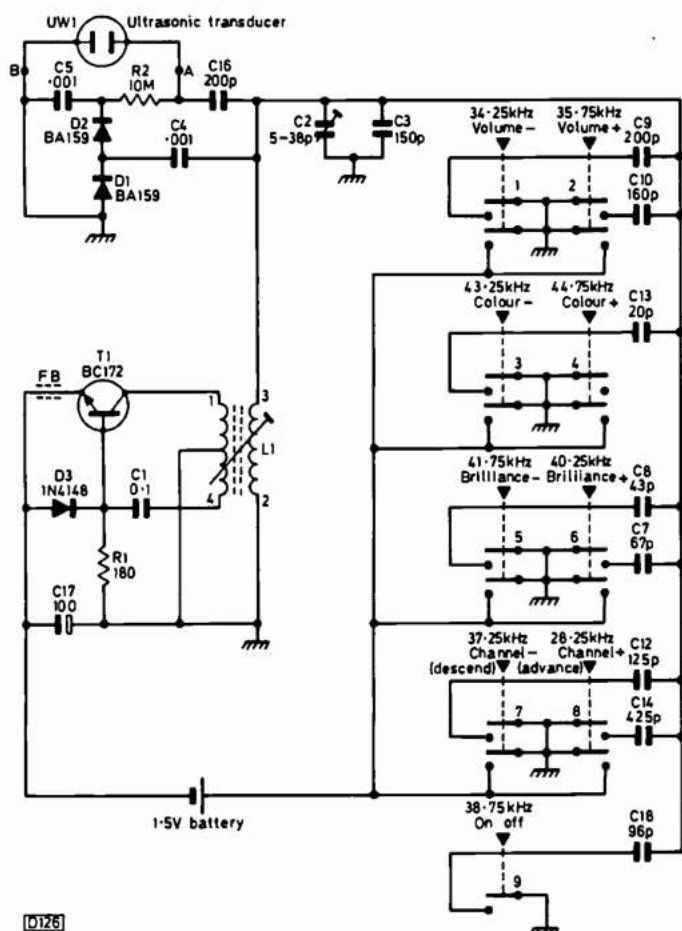 UW1
Ultrasonic transducer
B
A
C5
·001
R2
10M
C16
200p
D2
BA159
C4
·001
D1
BA159
C2
5-38p
C3
150p
34·25kHz
Volume-
35·75kHz
Volume+
C9
200p
C10
160p
1
2
43·25kHz
Colour-
44·75kHz
Colour+
C13
20p
3
4
T1
BC172
FB
1
3
L1
4
2
D3
1N4148
C1
0·1
R1
180
C17
100
41·75kHz
Brilliance-
40·25kHz
Brilliance+
C8
43p
C7
67p
5
6
37·25kHz
Channel-
(descend)
28·25kHz
Channel+
(advance)
C12
125p
C14
425p
7
8
1·5V battery
38·75kHz
On off
C18
96p
9
D126